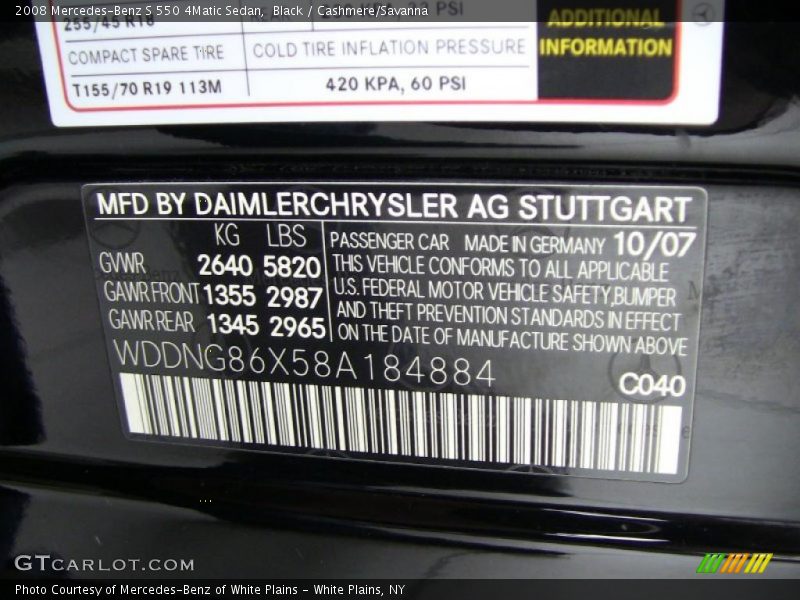 2008 Mercedes-Benz S 550 4Matic Sedan, Black / Cashmere/Savanna
PSI
255/45 R18
ADDITIONAL
INFORMATION
COMPACT SPARE TIRE
COLD TIRE INFLATION PRESSURE
T155/70 R19 113M
420 KPA, 60 PSI
MFD BY DAIMLERCHRYSLER AG STUTTGART
KG LBS
GVWR 2640 5820
GAWR FRONT 1355 2987
GAWR REAR 1345 2965
PASSENGER CAR MADE IN GERMANY 10/07
THIS VEHICLE CONFORMS TO ALL APPLICABLE
U.S. FEDERAL MOTOR VEHICLE SAFETY,BUMPER
AND THEFT PREVENTION STANDARDS IN EFFECT
ON THE DATE OF MANUFACTURE SHOWN ABOVE
WDDNG86X58A184884
C040
GTCARLOT.COM
Photo Courtesy of Mercedes-Benz of White Plains - White Plains, NY